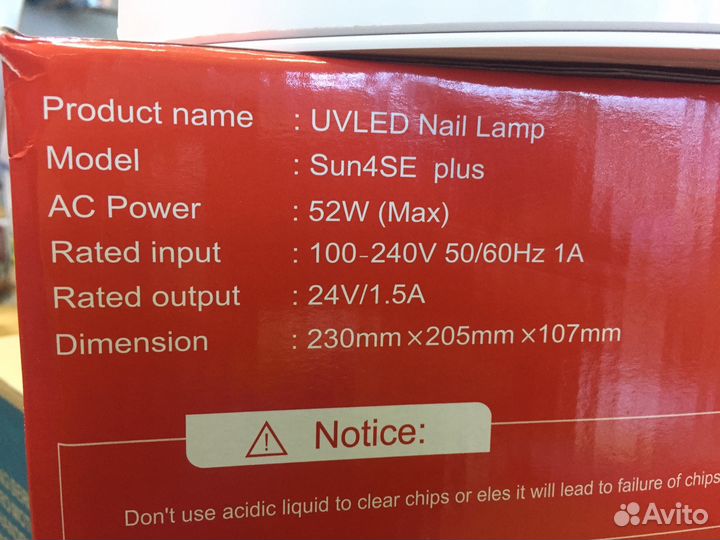 Product name : UVLED Nail Lamp
Model : Sun4SE plus
AC Power : 52W (Max)
Rated input : 100-240V 50/60Hz 1A
Rated output : 24V/1.5A
Dimension : 230mm×205mm×107mm
Notice:
Don't use acidic liquid to clear chips or eles it will lead to failure of chips
Avito